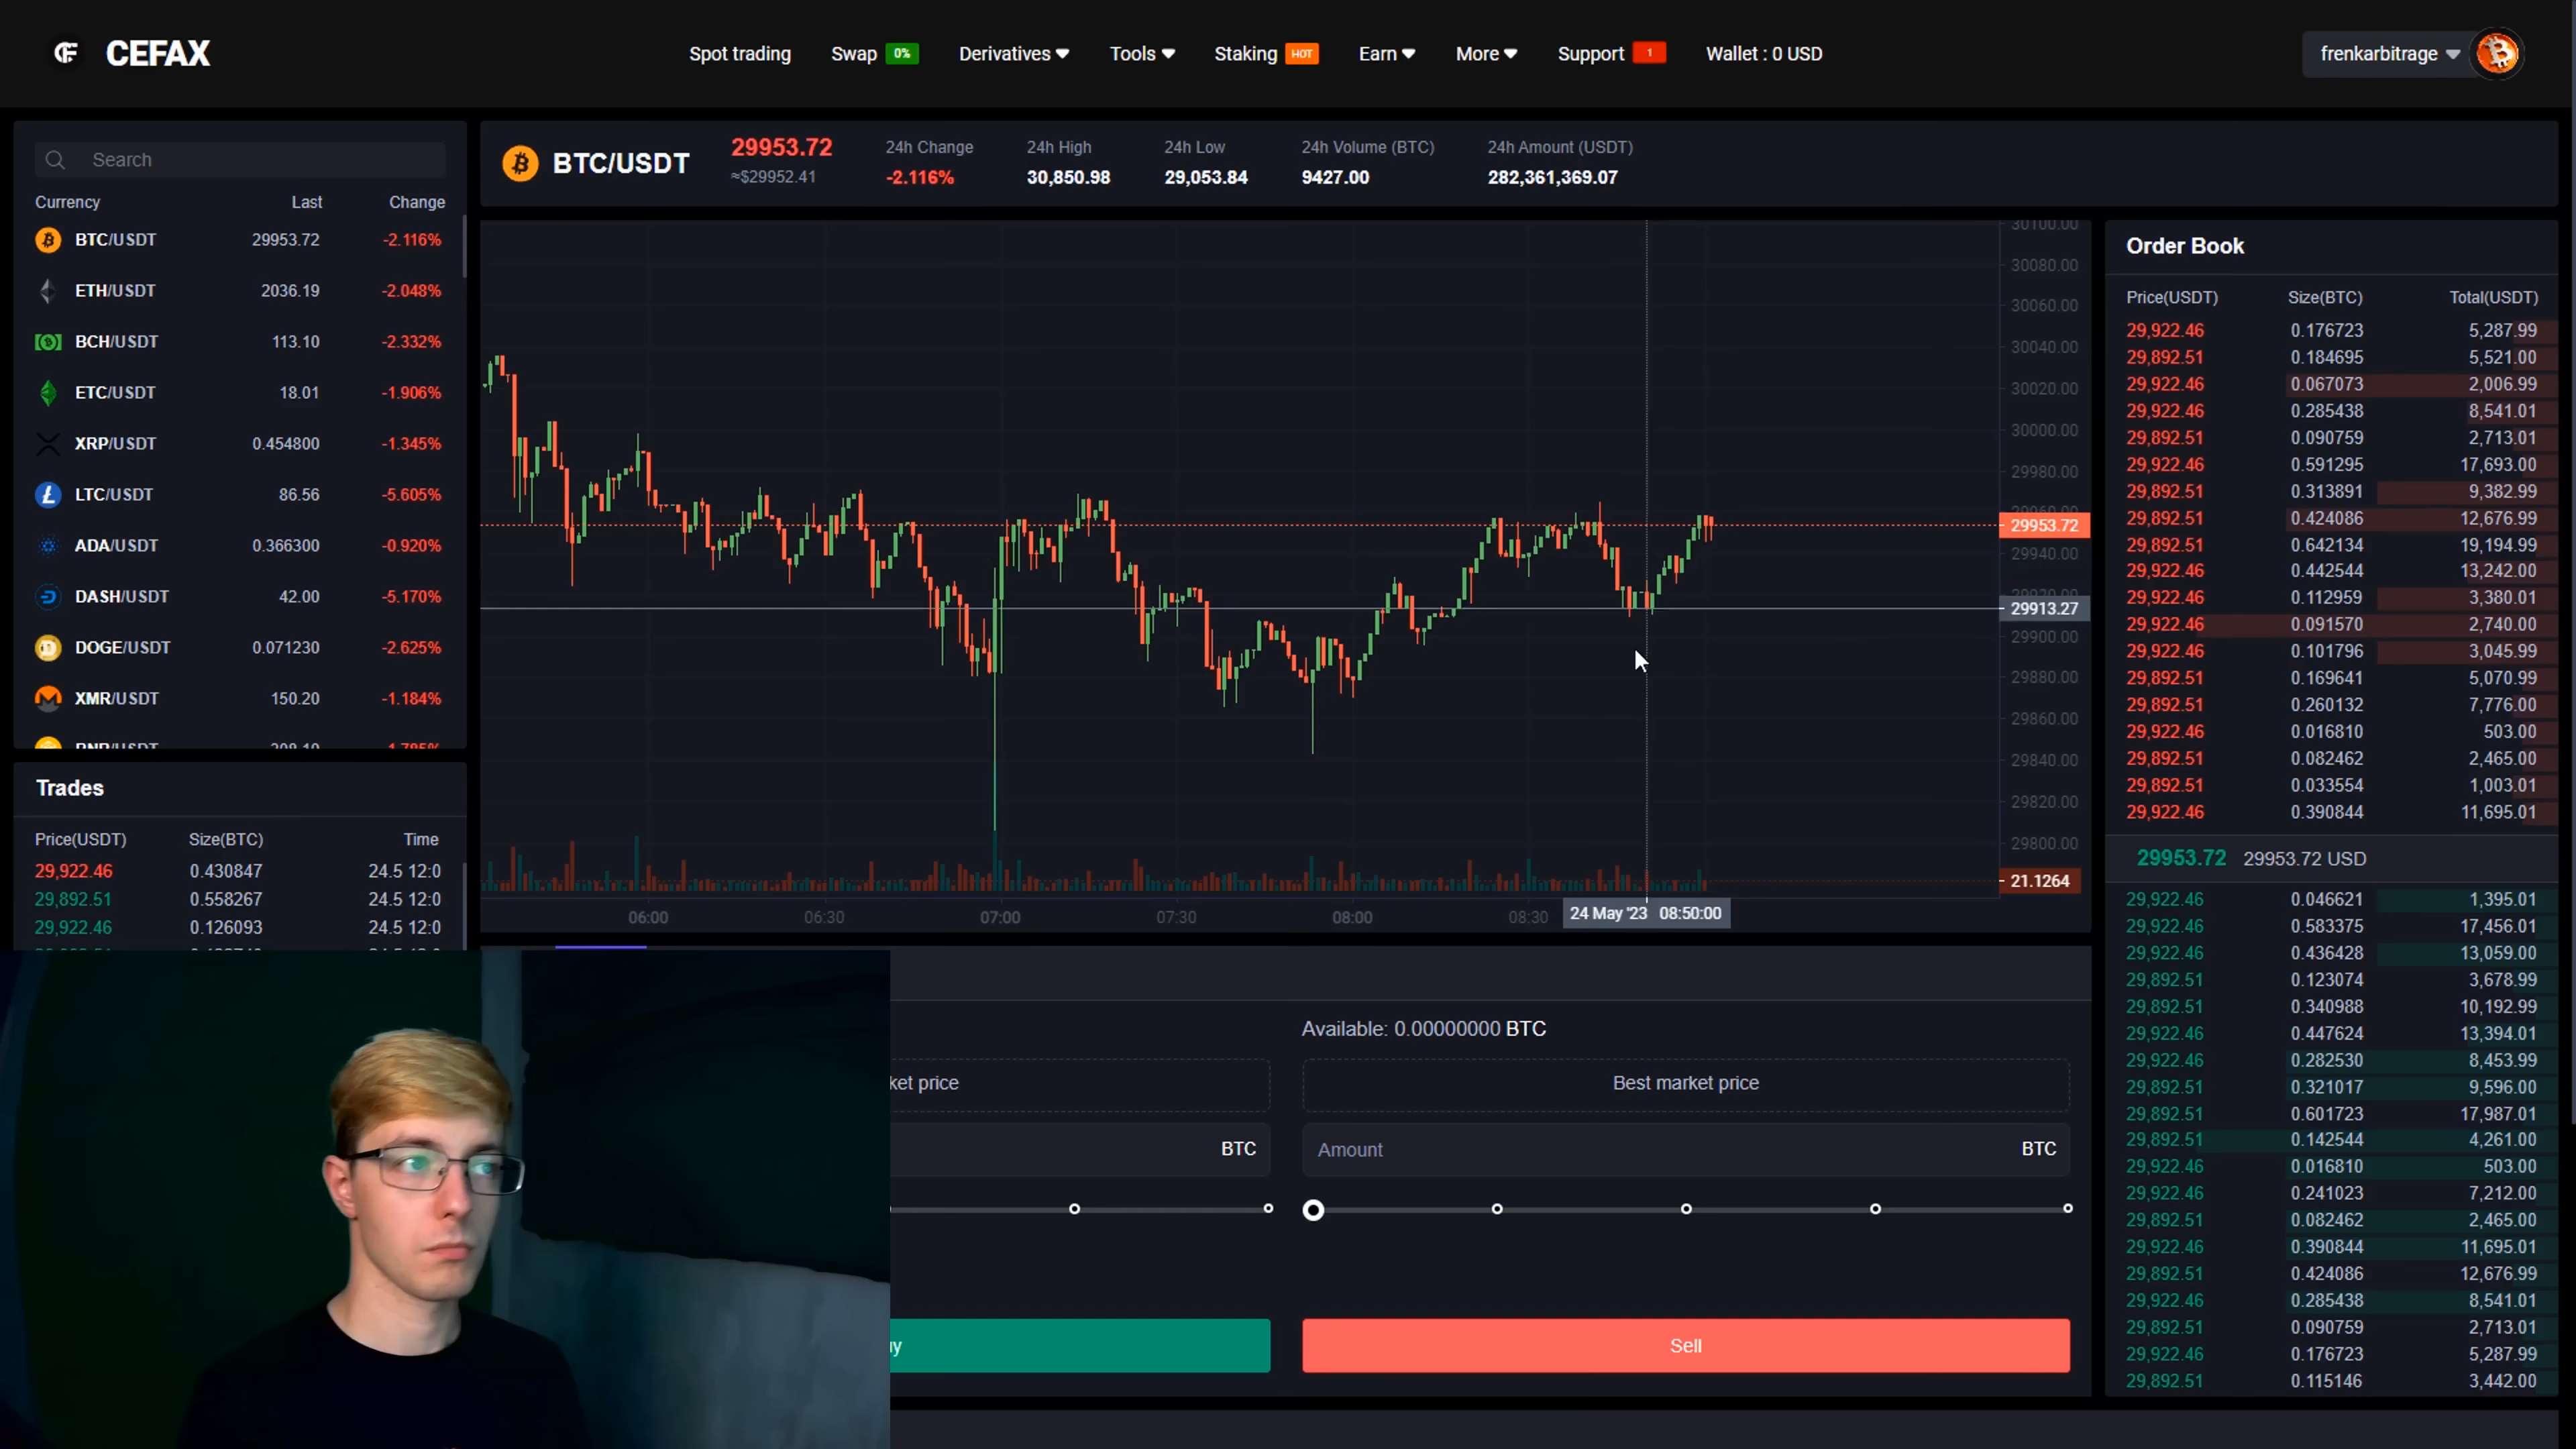 CEFAX
Spot trading
Swap 0%
Derivatives
Tools
Staking HOT
Earn
More
Support 1
Wallet : 0 USD
frenkarbitrage
Search
Currency Last Change
BTC/USDT 29953.72 -2.116%
ETH/USDT 2036.19 -2.048%
BCH/USDT 113.10 -2.332%
ETC/USDT 18.01 -1.906%
XRP/USDT 0.454800 -1.345%
LTC/USDT 86.56 -5.605%
ADA/USDT 0.366300 -0.920%
DASH/USDT 42.00 -5.170%
DOGE/USDT 0.071230 -2.625%
XMR/USDT 150.20 -1.184%
Trades
Price(USDT) Size(BTC) Time
29,922.46 0.430847 24.5 12:0
29,892.51 0.558267 24.5 12:0
29,922.46 0.126093 24.5 12:0
BTC/USDT
29953.72
≈$29952.41
24h Change
-2.116%
24h High
30,850.98
24h Low
29,053.84
24h Volume (BTC)
9427.00
24h Amount (USDT)
282,361,369.07
30100.00
30080.00
30060.00
30040.00
30020.00
30000.00
29980.00
29953.72
29940.00
29913.27
29900.00
29880.00
29860.00
29840.00
29820.00
29800.00
21.1264
06:00 06:30 07:00 07:30 08:00 08:30
24 May '23 08:50:00
ket price
BTC
y
Available: 0.00000000 BTC
Best market price
Amount BTC
Sell
Order Book
Price(USDT) Size(BTC) Total(USDT)
29,922.46 0.176723 5,287.99
29,892.51 0.184695 5,521.00
29,922.46 0.067073 2,006.99
29,922.46 0.285438 8,541.01
29,892.51 0.090759 2,713.01
29,922.46 0.591295 17,693.00
29,892.51 0.313891 9,382.99
29,892.51 0.424086 12,676.99
29,892.51 0.642134 19,194.99
29,922.46 0.442544 13,242.00
29,922.46 0.112959 3,380.01
29,922.46 0.091570 2,740.00
29,922.46 0.101796 3,045.99
29,892.51 0.169641 5,070.99
29,892.51 0.260132 7,776.00
29,922.46 0.016810 503.00
29,892.51 0.082462 2,465.00
29,892.51 0.033554 1,003.01
29,922.46 0.390844 11,695.01
29953.72 29953.72 USD
29,922.46 0.046621 1,395.01
29,922.46 0.583375 17,456.01
29,922.46 0.436428 13,059.00
29,892.51 0.123074 3,678.99
29,892.51 0.340988 10,192.99
29,922.46 0.447624 13,394.01
29,922.46 0.282530 8,453.99
29,892.51 0.321017 9,596.00
29,892.51 0.601723 17,987.01
29,892.51 0.142544 4,261.00
29,922.46 0.016810 503.00
29,922.46 0.241023 7,212.00
29,892.51 0.082462 2,465.00
29,922.46 0.390844 11,695.01
29,892.51 0.424086 12,676.99
29,922.46 0.285438 8,541.01
29,892.51 0.090759 2,713.01
29,922.46 0.176723 5,287.99
29,892.51 0.115146 3,442.00